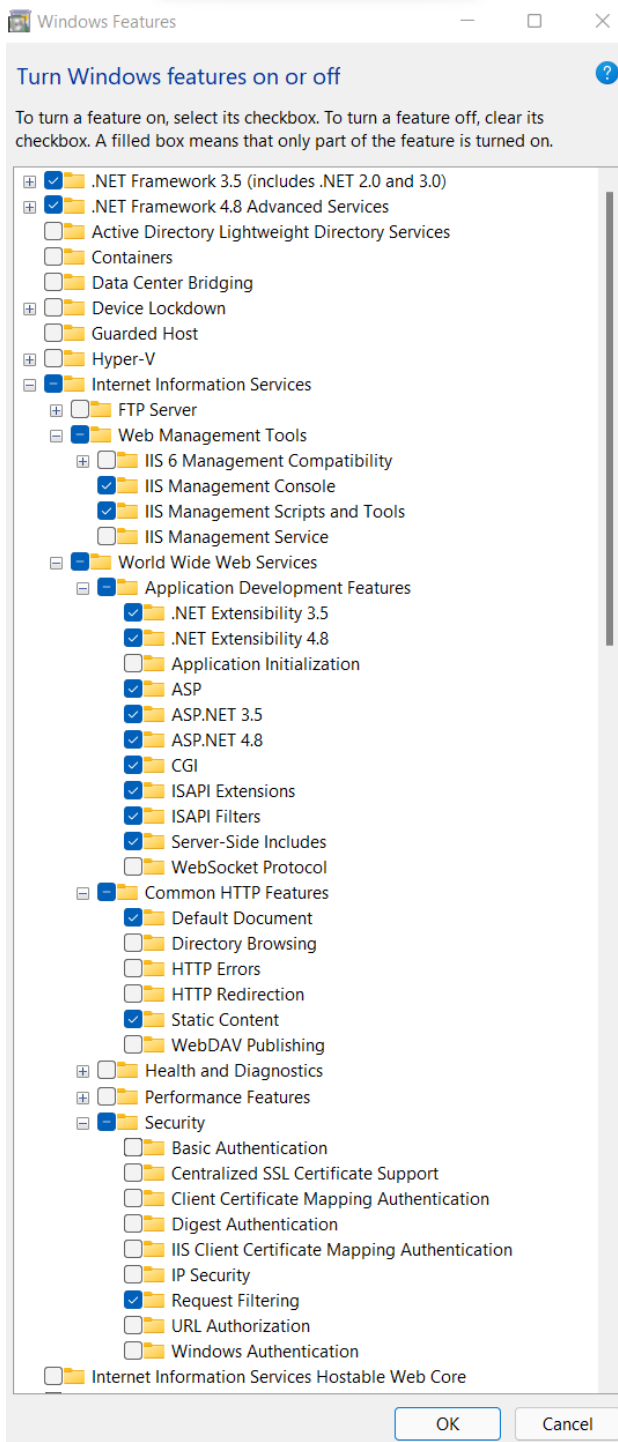 Windows Features
Turn Windows features on or off
?
To turn a feature on, select its checkbox. To turn a feature off, clear its
checkbox. A filled box means that only part of the feature is turned on.
.NET Framework 3.5 (includes .NET 2.0 and 3.0)
.NET Framework 4.8 Advanced Services
Active Directory Lightweight Directory Services
Containers
Data Center Bridging
Device Lockdown
Guarded Host
Hyper-V
Internet Information Services
FTP Server
Web Management Tools
IIS 6 Management Compatibility
IIS Management Console
IIS Management Scripts and Tools
IIS Management Service
World Wide Web Services
Application Development Features
.NET Extensibility 3.5
.NET Extensibility 4.8
Application Initialization
ASP
ASP.NET 3.5
ASP.NET 4.8
CGI
ISAPI Extensions
ISAPI Filters
Server-Side Includes
WebSocket Protocol
Common HTTP Features
Default Document
Directory Browsing
HTTP Errors
HTTP Redirection
Static Content
WebDAV Publishing
Health and Diagnostics
Performance Features
Security
Basic Authentication
Centralized SSL Certificate Support
Client Certificate Mapping Authentication
Digest Authentication
IIS Client Certificate Mapping Authentication
IP Security
Request Filtering
URL Authorization
Windows Authentication
Internet Information Services Hostable Web Core
OK Cancel